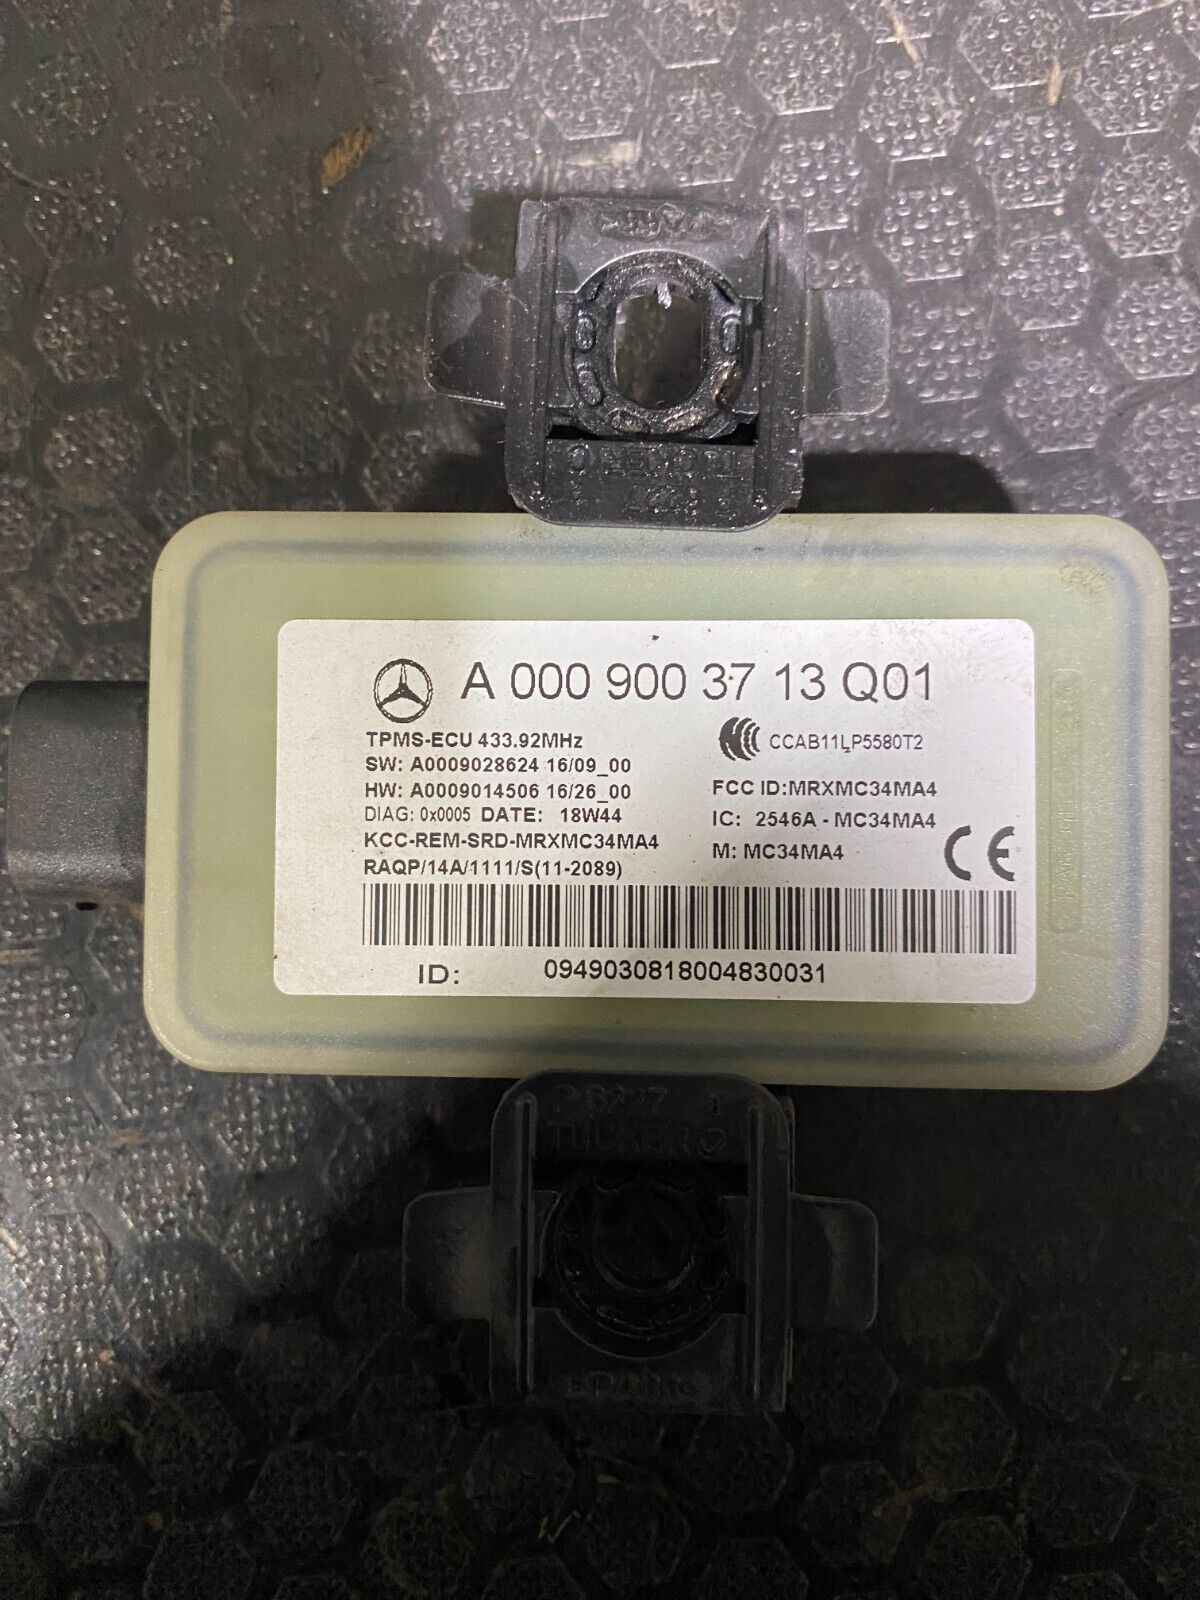 A 000 900 37 13 Q01
TPMS-ECU 433.92MHz
SW: A0009028624 16/09_00
HW: A0009014506 16/26_00
DIAG: 0x0005 DATE: 18W44
KCC-REM-SRD-MRXMC34MA4
RAQP/14A/1111/S(11-2089)
CCAB11LP5580T2
FCC ID:MRXMC34MA4
IC: 2546A - MC34MA4
M: MC34MA4
CE
ID: 0949030818004830031
TUCKER